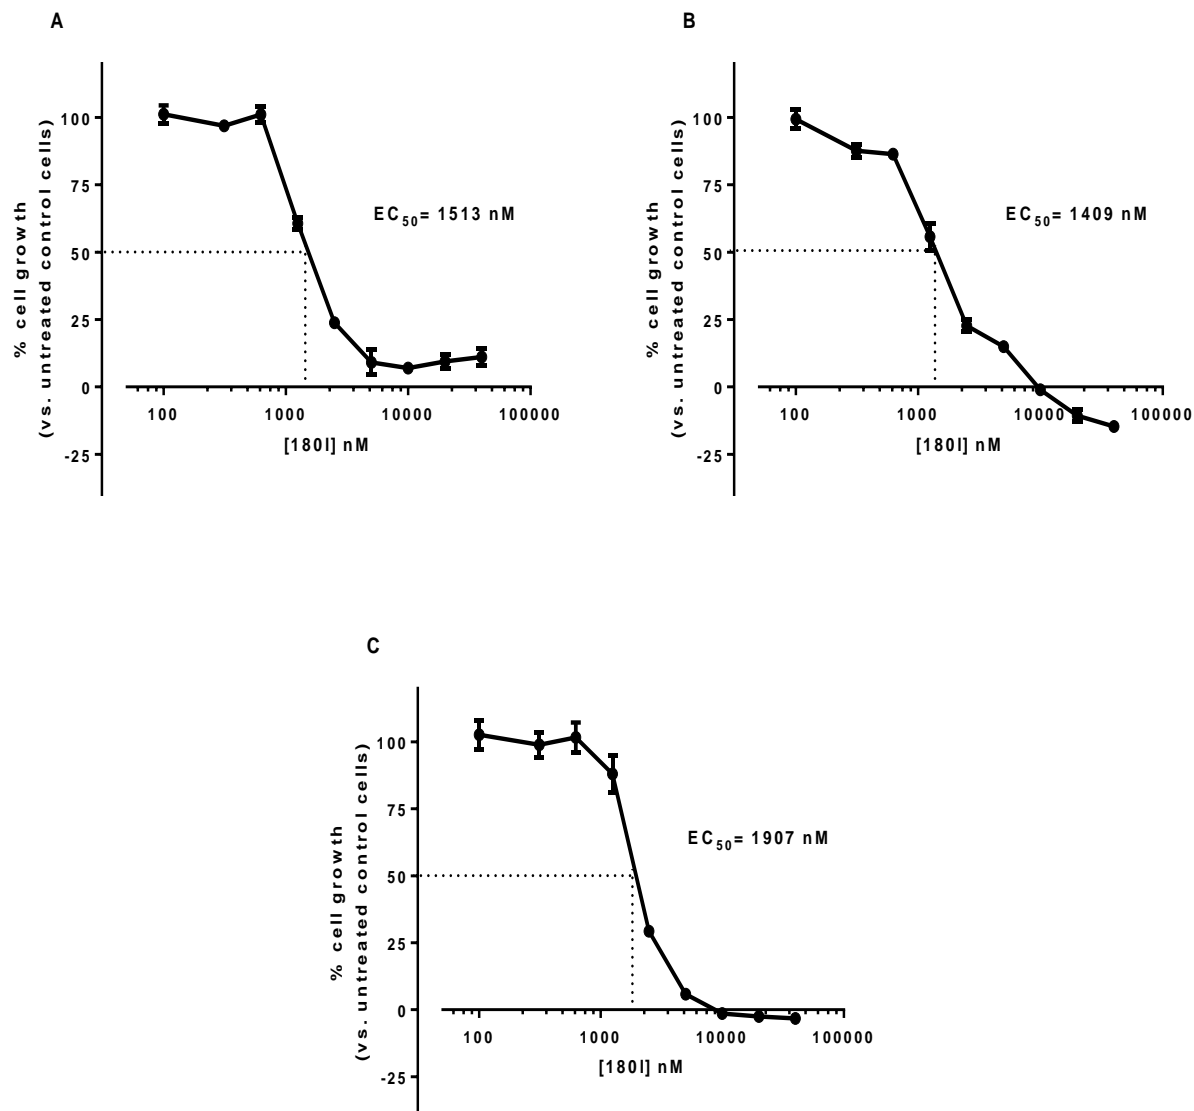 A
% cell growth
(vs. untreated control cells)
100
75
50
25
0
-25
EC50= 1513 nM
100 1000 10000 100000
[180l] nM
B
% cell growth
(vs. untreated control cells)
100
75
50
25
0
-25
EC50= 1409 nM
100 1000 10000 100000
[180l] nM
C
% cell growth
(vs. untreated control cells)
100
75
50
25
0
-25
EC50= 1907 nM
100 1000 10000 100000
[180l] nM